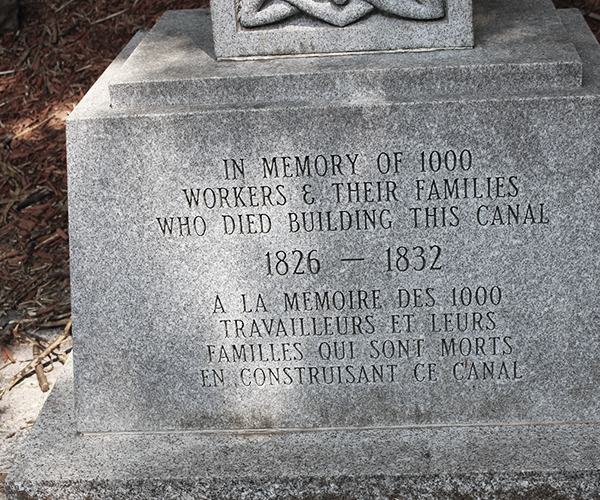 IN MEMORY OF 1000
WORKERS & THEIR FAMILIES
WHO DIED BUILDING THIS CANAL
1826 — 1832
A LA MEMOIRE DES 1000
TRAVAILLEURS ET LEURS
FAMILLES QUI SONT MORTS
EN CONSTRUISANT CE CANAL